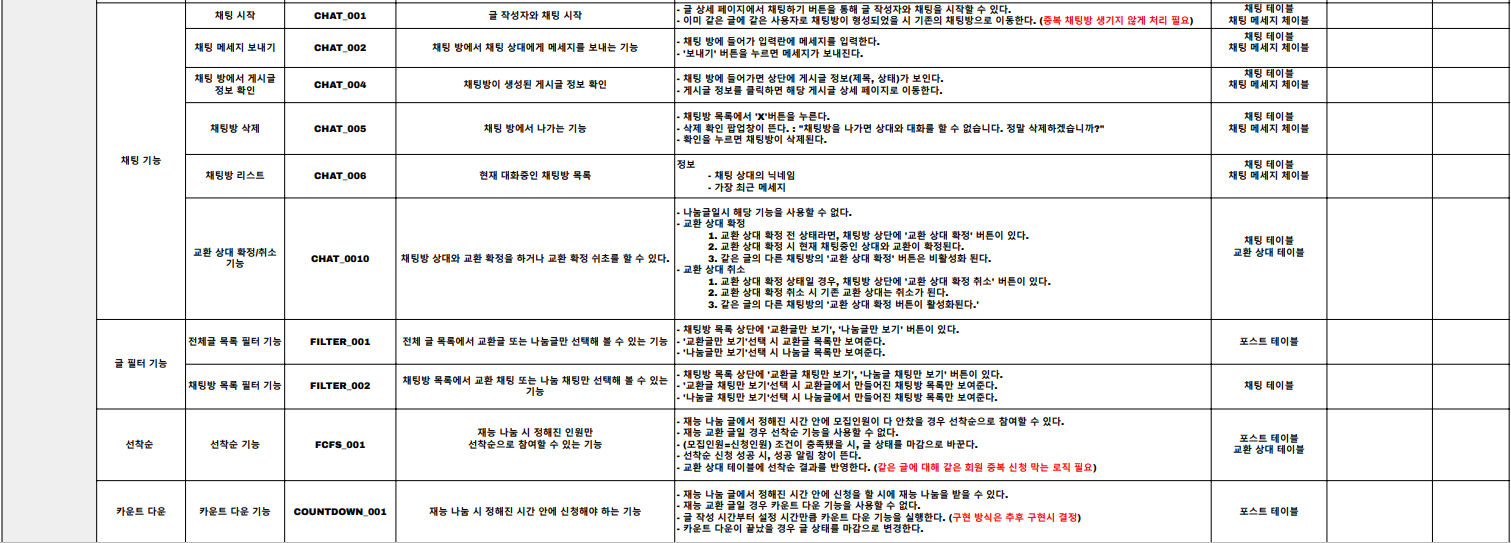 채팅 기능
채팅 시작
CHAT_001
글 작성자와 채팅 시작
- 글 상세 페이지에서 채팅하기 버튼을 통해 글 작성자와 채팅을 시작할 수 있다.
- 이미 같은 글에 같은 사용자로 채팅방이 형성되었을 시 기존의 채팅방으로 이동한다. (중복 채팅방 생기지 않게 처리 필요)
채팅 테이블
채팅 메세지 체이블
채팅 메세지 보내기
CHAT_002
채팅 방에서 채팅 상대에게 메세지를 보내는 기능
- 채팅 방에 들어가 입력란에 메세지를 입력한다.
- '보내기' 버튼을 누르면 메세지가 보내진다.
채팅 테이블
채팅 메세지 체이블
채팅 방에서 게시글
정보 확인
CHAT_004
채팅방이 생성된 게시글 정보 확인
- 채팅 방에 들어가면 상단에 게시글 정보(제목, 상태)가 보인다.
- 게시글 정보를 클릭하면 해당 게시글 상세 페이지로 이동한다.
채팅 테이블
채팅 메세지 체이블
채팅방 삭제
CHAT_005
채팅 방에서 나가는 기능
- 채팅방 목록에서 'X'버튼을 누른다.
- 삭제 확인 팝업창이 뜬다. : "채팅방을 나가면 상대와 대화를 할 수 없습니다. 정말 삭제하겠습니까?"
- 확인을 누르면 채팅방이 삭제된다.
채팅 테이블
채팅 메세지 체이블
채팅방 리스트
CHAT_006
현재 대화중인 채팅방 목록
정보
- 채팅 상대의 닉네임
- 가장 최근 메세지
채팅 테이블
채팅 메세지 체이블
교환 상대 확정/취소
기능
CHAT_0010
채팅방 상대와 교환 확정을 하거나 교환 확정 쉬초를 할 수 있다.
- 나눔글일시 해당 기능을 사용할 수 없다.
- 교환 상대 확정
1. 교환 상대 확정 전 상태라면, 채팅방 상단에 '교환 상대 확정' 버튼이 있다.
2. 교환 상대 확정 시 현재 채팅중인 상대와 교환이 확정된다.
3. 같은 글의 다른 채팅방의 '교환 상대 확정' 버튼은 비활성화 된다.
- 교환 상대 취소
1. 교환 상대 확정 상태일 경우, 채팅방 상단에 '교환 상대 확정 취소' 버튼이 있다.
2. 교환 상대 확정 취소 시 기존 교환 상대는 취소가 된다.
3. 같은 글의 다른 채팅방의 '교환 상대 확정 버튼이 활성화된다.'
채팅 테이블
교환 상대 테이블
글 필터 기능
전체글 목록 필터 기능
FILTER_001
전체 글 목록에서 교환글 또는 나눔글만 선택해 볼 수 있는 기능
- 채팅방 목록 상단에 '교환글만 보기', '나눔글만 보기' 버튼이 있다.
- '교환글만 보기'선택 시 교환글 목록만 보여준다.
- '나눔글만 보기'선택 시 나눔글 목록만 보여준다.
포스트 테이블
채팅방 목록 필터 기능
FILTER_002
채팅방 목록에서 교환 채팅 또는 나눔 채팅만 선택해 볼 수 있는
기능
- 채팅방 목록 상단에 '교환글 채팅만 보기', '나눔글 채팅만 보기' 버튼이 있다.
- '교환글 채팅만 보기'선택 시 교환글에서 만들어진 채팅방 목록만 보여준다.
- '나눔글 채팅만 보기'선택 시 나눔글에서 만들어진 채팅방 목록만 보여준다.
채팅 테이블
선착순
선착순 기능
FCFS_001
재능 나눔 시 정해진 인원만
선착순으로 참여할 수 있는 기능
- 재능 나눔 글에서 정해진 시간 안에 모집인원이 다 안찼을 경우 선착순으로 참여할 수 있다.
- 재능 교환 글일 경우 선착순 기능을 사용할 수 없다.
- (모집인원=신청인원) 조건이 충족됐을 시, 글 상태를 마감으로 바꾼다.
- 선착순 신청 성공 시, 성공 알림 창이 뜬다.
- 교환 상대 테이블에 선착순 결과를 반영한다. (같은 글에 대해 같은 회원 중복 신청 막는 로직 필요)
포스트 테이블
교환 상대 테이블
카운트 다운
카운트 다운 기능
COUNTDOWN_001
재능 나눔 시 정해진 시간 안에 신청해야 하는 기능
- 재능 나눔 글에서 정해진 시간 안에 신청을 할 시에 재능 나눔을 받을 수 있다.
- 재능 교환 글일 경우 카운트 다운 기능을 사용할 수 없다.
- 글 작성 시간부터 설정 시간만큼 카운트 다운 기능을 실행한다. (구현 방식은 추후 구현시 결정)
- 카운트 다운이 끝났을 경우 글 상태를 마감으로 변경한다.
포스트 테이블